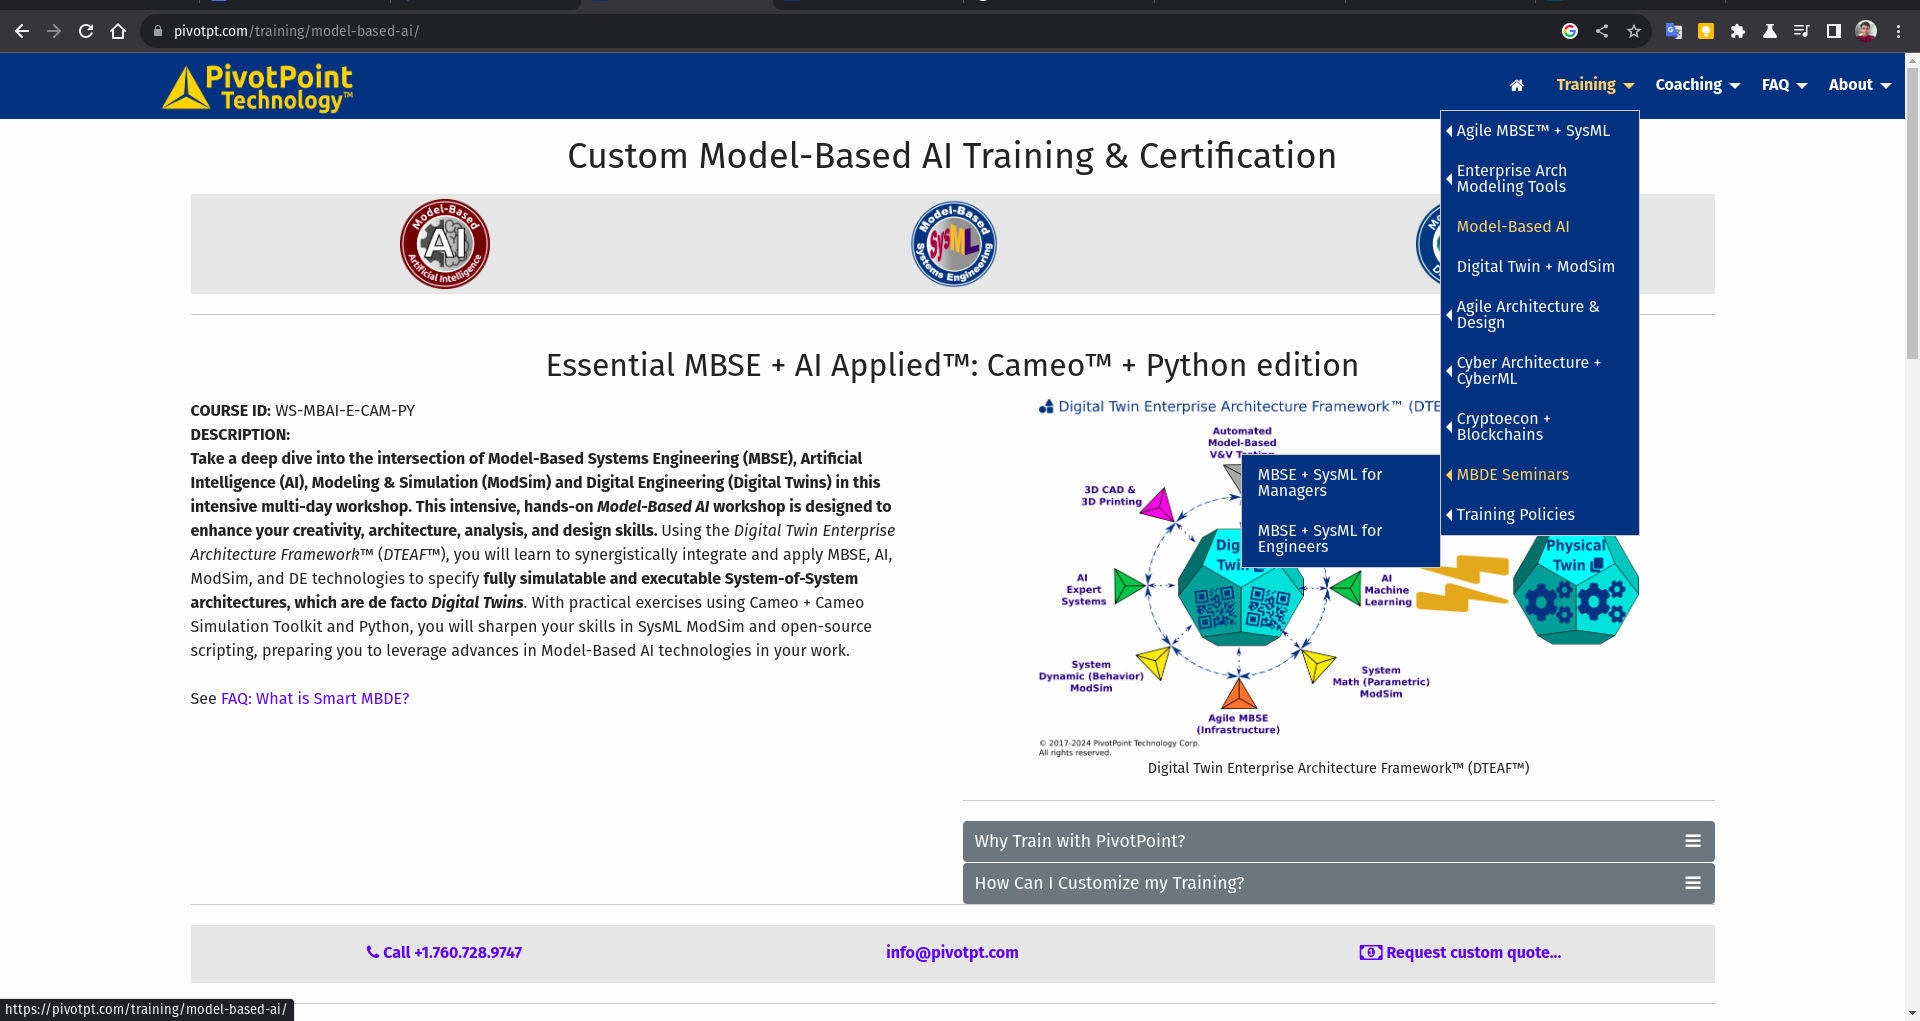 pivotpt.com/training/model-based-ai/
PivotPoint
Technology™
Training
Coaching
FAQ
About
Agile MBSE™ + SysML
Enterprise Arch
Modeling Tools
Model-Based AI
Digital Twin + ModSim
Agile Architecture &
Design
Cyber Architecture +
CyberML
Cryptoecon +
Blockchains
MBDE Seminars
Training Policies
MBSE + SysML for
Managers
MBSE + SysML for
Engineers
Custom Model-Based AI Training & Certification
Model-Based
AI
Artificial Intelligence
Model-Based
SysML
Systems Engineering
Essential MBSE + AI Applied™: Cameo™ + Python edition
COURSE ID: WS-MBAI-E-CAM-PY
DESCRIPTION:
Take a deep dive into the intersection of Model-Based Systems Engineering (MBSE), Artificial
Intelligence (AI), Modeling & Simulation (ModSim) and Digital Engineering (Digital Twins) in this
intensive multi-day workshop. This intensive, hands-on Model-Based AI workshop is designed to
enhance your creativity, architecture, analysis, and design skills. Using the Digital Twin Enterprise
Architecture Framework™ (DTEAF™), you will learn to synergistically integrate and apply MBSE, AI,
ModSim, and DE technologies to specify fully simulatable and executable System-of-System
architectures, which are de facto Digital Twins. With practical exercises using Cameo + Cameo
Simulation Toolkit and Python, you will sharpen your skills in SysML ModSim and open-source
scripting, preparing you to leverage advances in Model-Based AI technologies in your work.
See FAQ: What is Smart MBDE?
Digital Twin Enterprise Architecture Framework™ (DTE
Automated
Model-Based
V&V Testing
3D CAD &
3D Printing
Dig
Twin
Physical
Twin
AI
Expert
Systems
AI
Machine
Learning
System
Dynamic (Behavior)
ModSim
System
Math (Parametric)
ModSim
Agile MBSE
(Infrastructure)
© 2017-2024 PivotPoint Technology Corp.
All rights reserved.
Digital Twin Enterprise Architecture Framework™ (DTEAF™)
Why Train with PivotPoint?
How Can I Customize my Training?
Call +1.760.728.9747
info@pivotpt.com
Request custom quote...
https://pivotpt.com/training/model-based-ai/